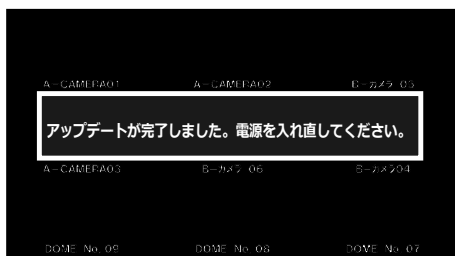 A-CAMERA01 A-CAMERA02 B-カメラ 05
アップデートが完了しました。電源を入れ直してください。
A-CAMERA03 B-カメラ 06 B-カメラ04
DOME No.09 DOME No.08 DOME No.07